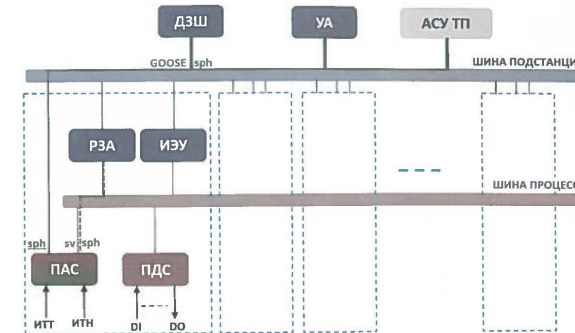 ДЗШ
УА
АСУ ТП
GOOSE sph
ШИНА ПОДСТАНЦИ
РЗА
ИЭУ
ШИНА ПРОЦЕСС
sph
sv sph
ПАС
ПДС
ИТТ
ИТН
DI
DO